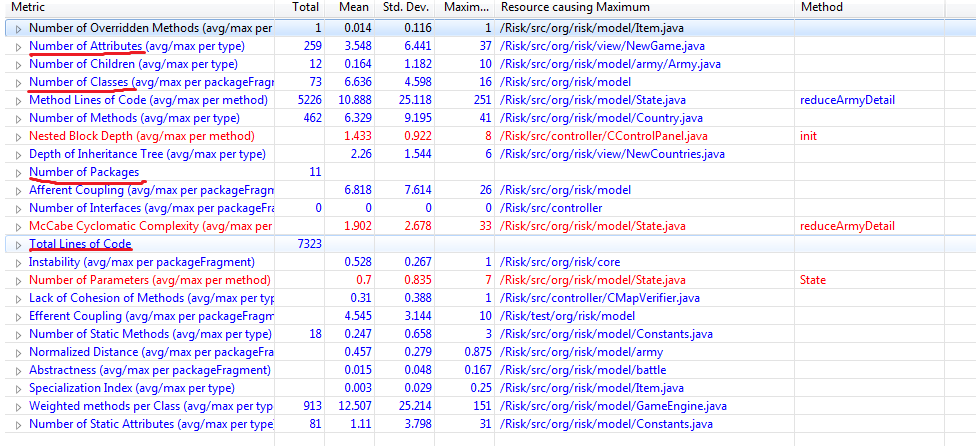 Metric Total Mean Std. Dev. Maxim... Resource causing Maximum Method
Number of Overridden Methods (avg/max per 1 0.014 0.116 1 /Risk/src/org/risk/model/Item.java
Number of Attributes (avg/max per type) 259 3.548 6.441 37 /Risk/src/org/risk/view/NewGame.java
Number of Children (avg/max per type) 12 0.164 1.182 10 /Risk/src/org/risk/model/army/Army.java
Number of Classes (avg/max per packageFragn 73 6.636 4.598 16 /Risk/src/org/risk/model
Method Lines of Code (avg/max per method) 5226 10.888 25.118 251 /Risk/src/org/risk/model/State.java reduceArmyDetail
Number of Methods (avg/max per type) 462 6.329 9.195 41 /Risk/src/org/risk/model/Country.java
Nested Block Depth (avg/max per method) 1.433 0.922 8 /Risk/src/controller/CControlPanel.java init
Depth of Inheritance Tree (avg/max per type) 2.26 1.544 6 /Risk/src/org/risk/view/NewCountries.java
Number of Packages 11
Afferent Coupling (avg/max per packageFragm 6.818 7.614 26 /Risk/src/org/risk/model
Number of Interfaces (avg/max per packageFra 0 0 0 0 /Risk/src/controller
McCabe Cyclomatic Complexity (avg/max per 1.902 2.678 33 /Risk/src/org/risk/model/State.java reduceArmyDetail
Total Lines of Code 7323
Instability (avg/max per packageFragment) 0.528 0.267 1 /Risk/src/org/risk/core
Number of Parameters (avg/max per method) 0.7 0.835 7 /Risk/src/org/risk/model/State.java State
Lack of Cohesion of Methods (avg/max per typ 0.31 0.388 1 /Risk/src/controller/CMapVerifier.java
Efferent Coupling (avg/max per packageFragm 4.545 3.144 10 /Risk/test/org/risk/model
Number of Static Methods (avg/max per type) 18 0.247 0.658 3 /Risk/src/org/risk/model/Constants.java
Normalized Distance (avg/max per packageFra 0.457 0.279 0.875 /Risk/src/org/risk/model/army
Abstractness (avg/max per packageFragment) 0.015 0.048 0.167 /Risk/src/org/risk/model/battle
Specialization Index (avg/max per type) 0.003 0.029 0.25 /Risk/src/org/risk/model/Item.java
Weighted methods per Class (avg/max per typ 913 12.507 25.214 151 /Risk/src/org/risk/model/GameEngine.java
Number of Static Attributes (avg/max per type) 81 1.11 3.798 31 /Risk/src/org/risk/model/Constants.java